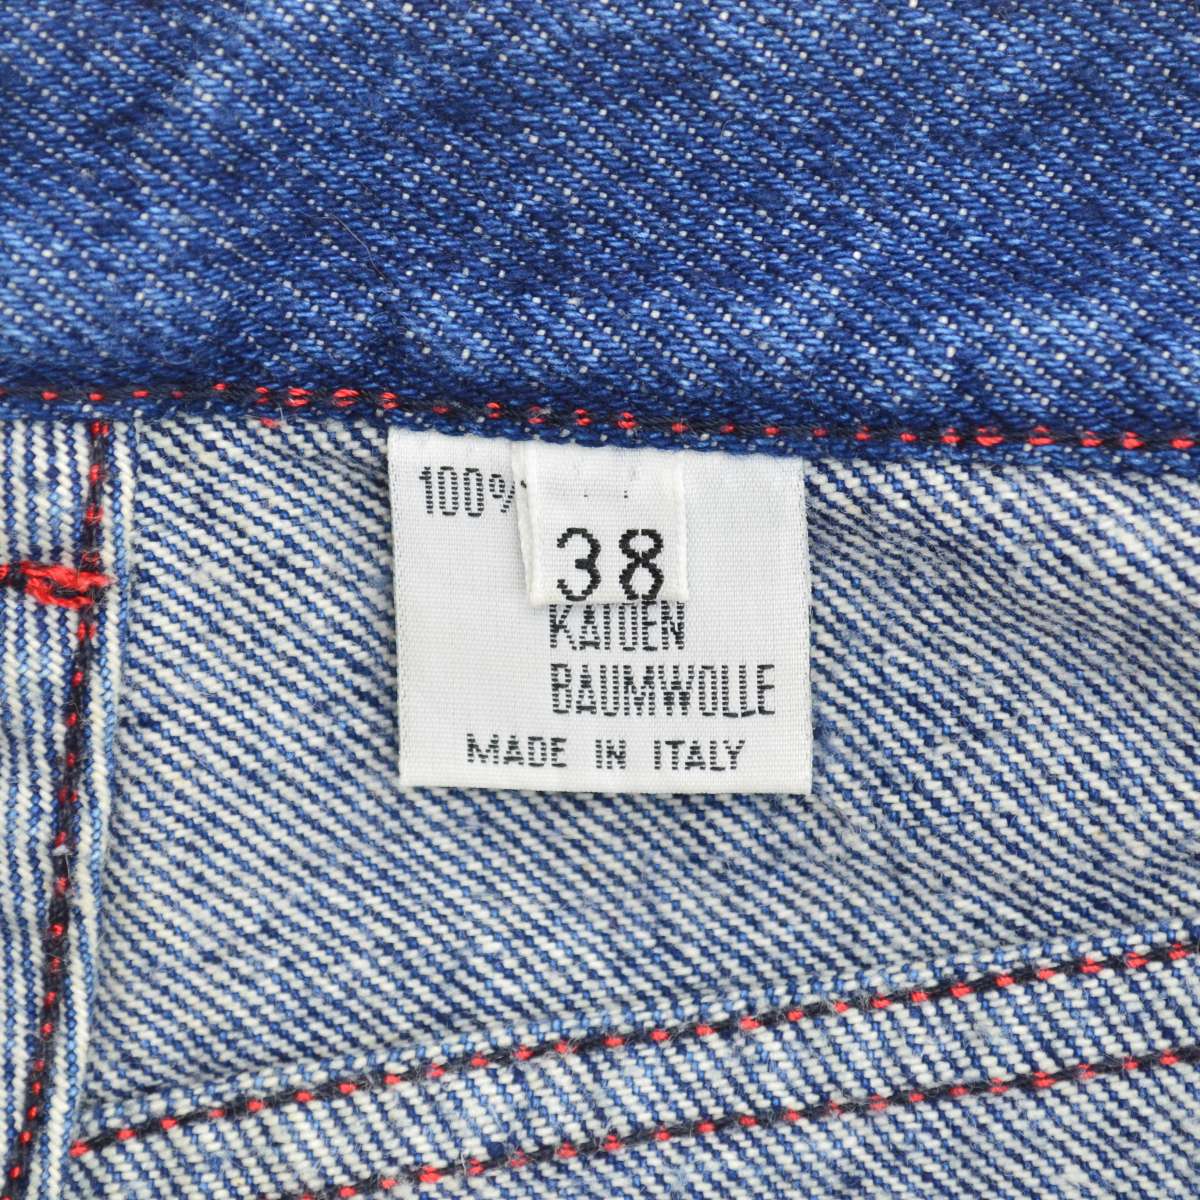 100%
38
KATOEN
BAUMWOLLE
MADE IN ITALY